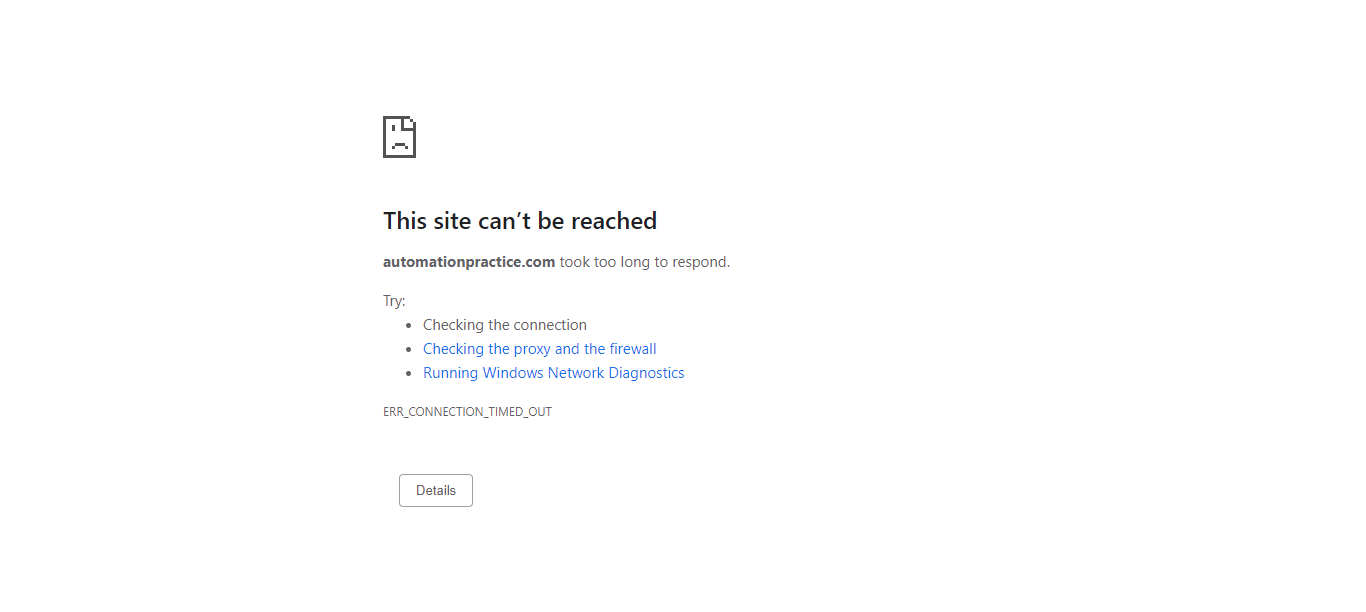 This site can’t be reached
automationpractice.com took too long to respond.
Try:
Checking the connection
Checking the proxy and the firewall
Running Windows Network Diagnostics
ERR_CONNECTION_TIMED_OUT
Details